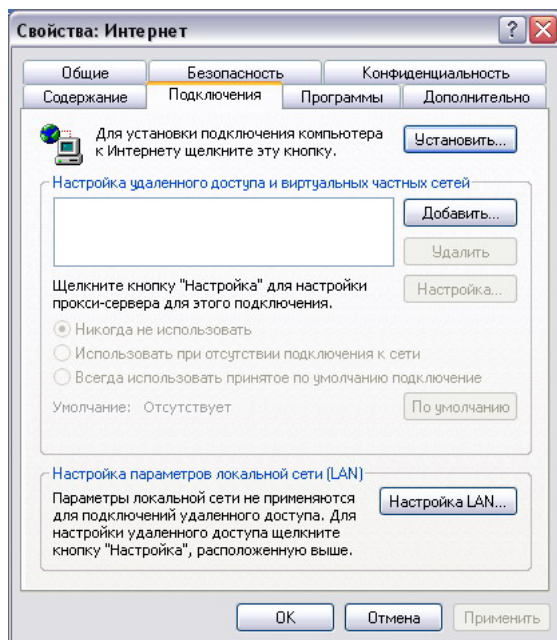 Свойства: Интернет
Общие
Безопасность
Конфиденциальность
Содержание
Подключения
Программы
Дополнительно
Для установки подключения компьютера
к Интернету щелкните эту кнопку.
Установить...
Настройка удаленного доступа и виртуальных частных сетей
Добавить...
Удалить
Щелкните кнопку "Настройка" для настройки
прокси-сервера для этого подключения.
Настройка...
Никогда не использовать
Использовать при отсутствии подключения к сети
Всегда использовать принятое по умолчанию подключение
Умолчание: Отсутствует
По умолчанию
Настройка параметров локальной сети (LAN)
Параметры локальной сети не применяются
для подключений удаленного доступа. Для
настройки удаленного доступа щелкните
кнопку "Настройка", расположенную выше.
Настройка LAN...
OK
Отмена
Применить